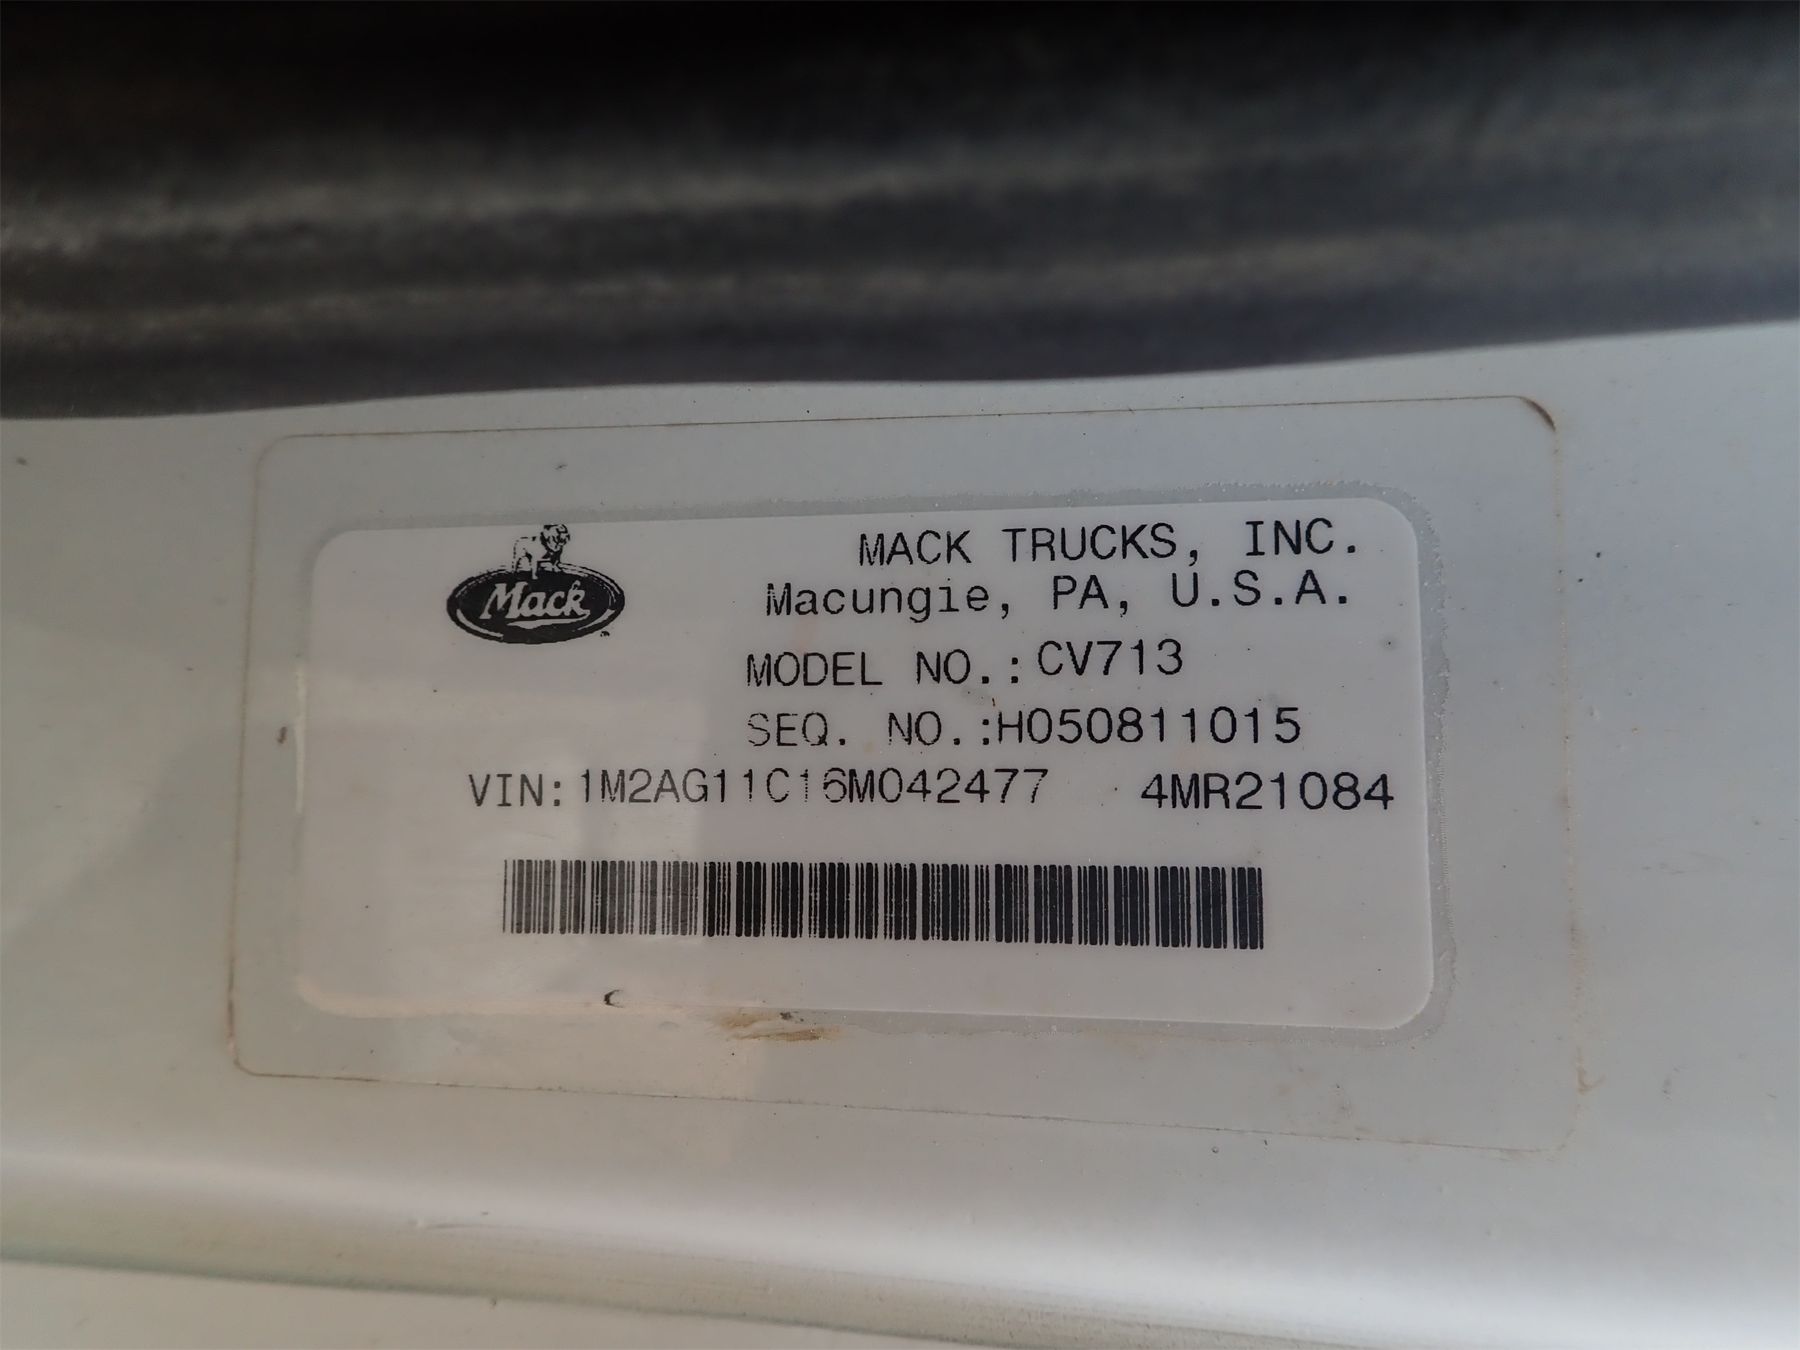 Mack
MACK TRUCKS, INC.
Macungie, PA, U.S.A.
MODEL NO.: CV713
SEQ. NO.:H050811015
VIN: 1M2AG11C16M042477 4MR21084